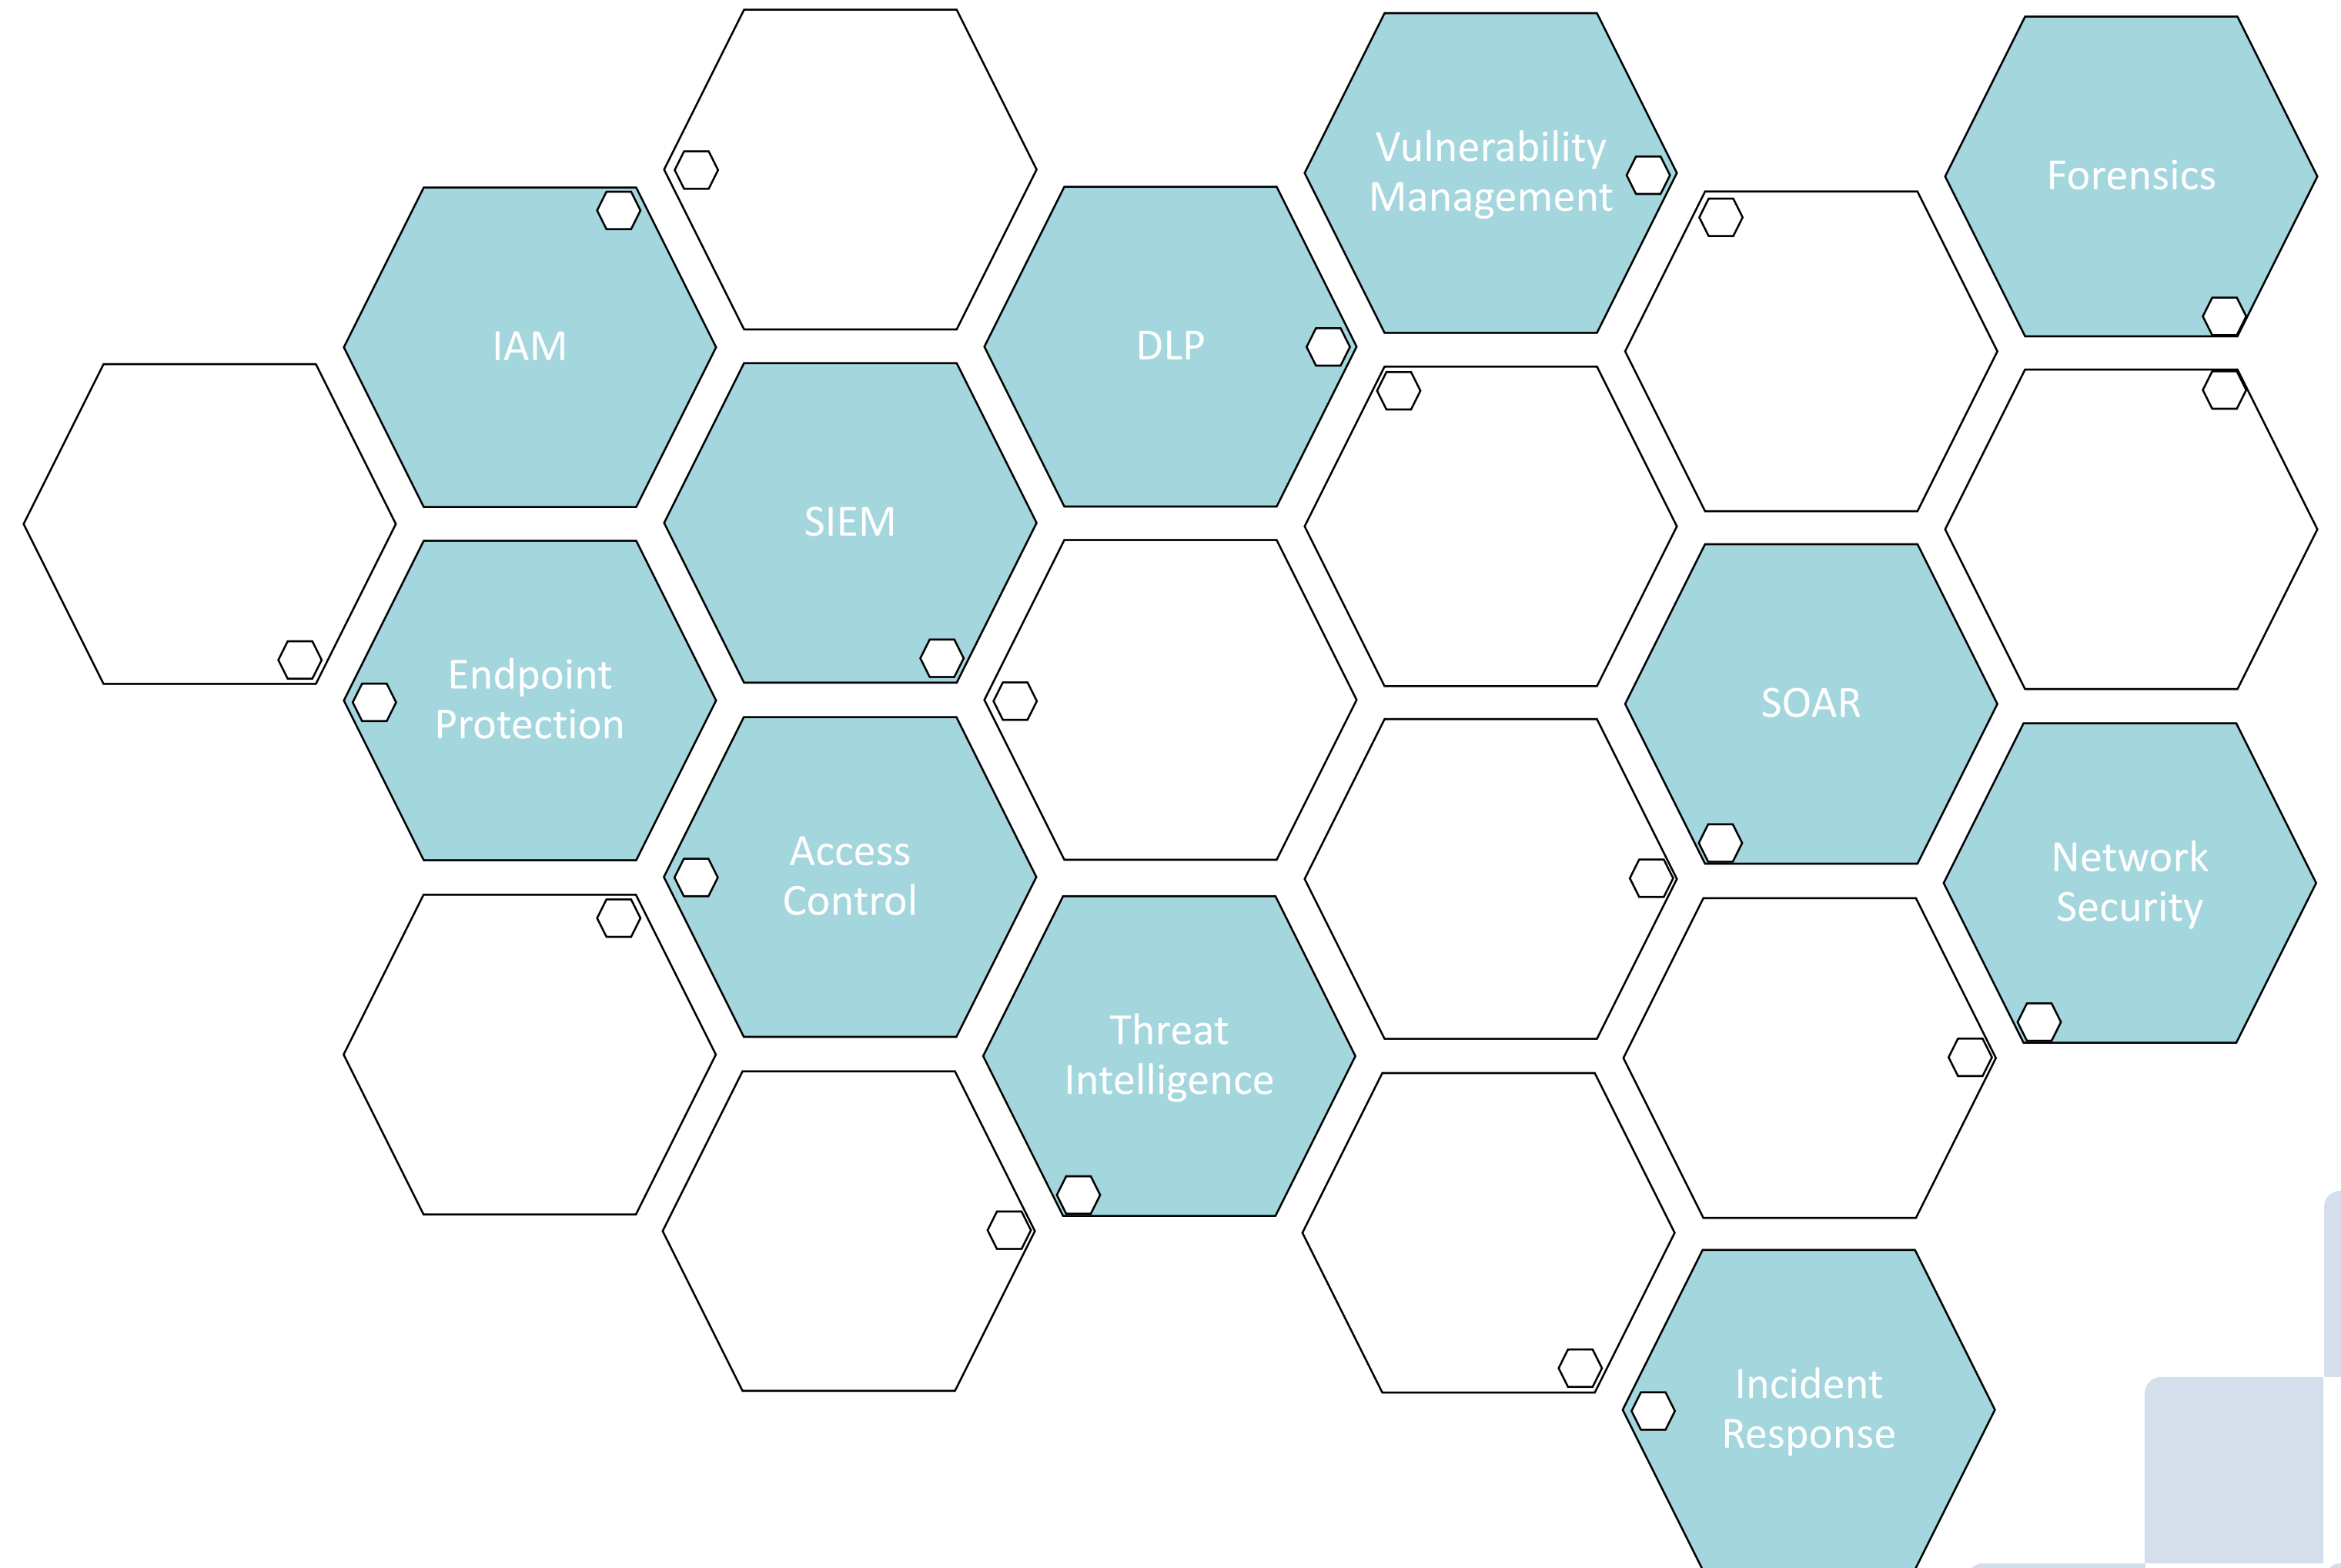 Vulnerability
Management
Forensics
IAM
DLP
SIEM
Endpoint
Protection
SOAR
Access
Control
Network
Security
Threat
Intelligence
Incident
Response